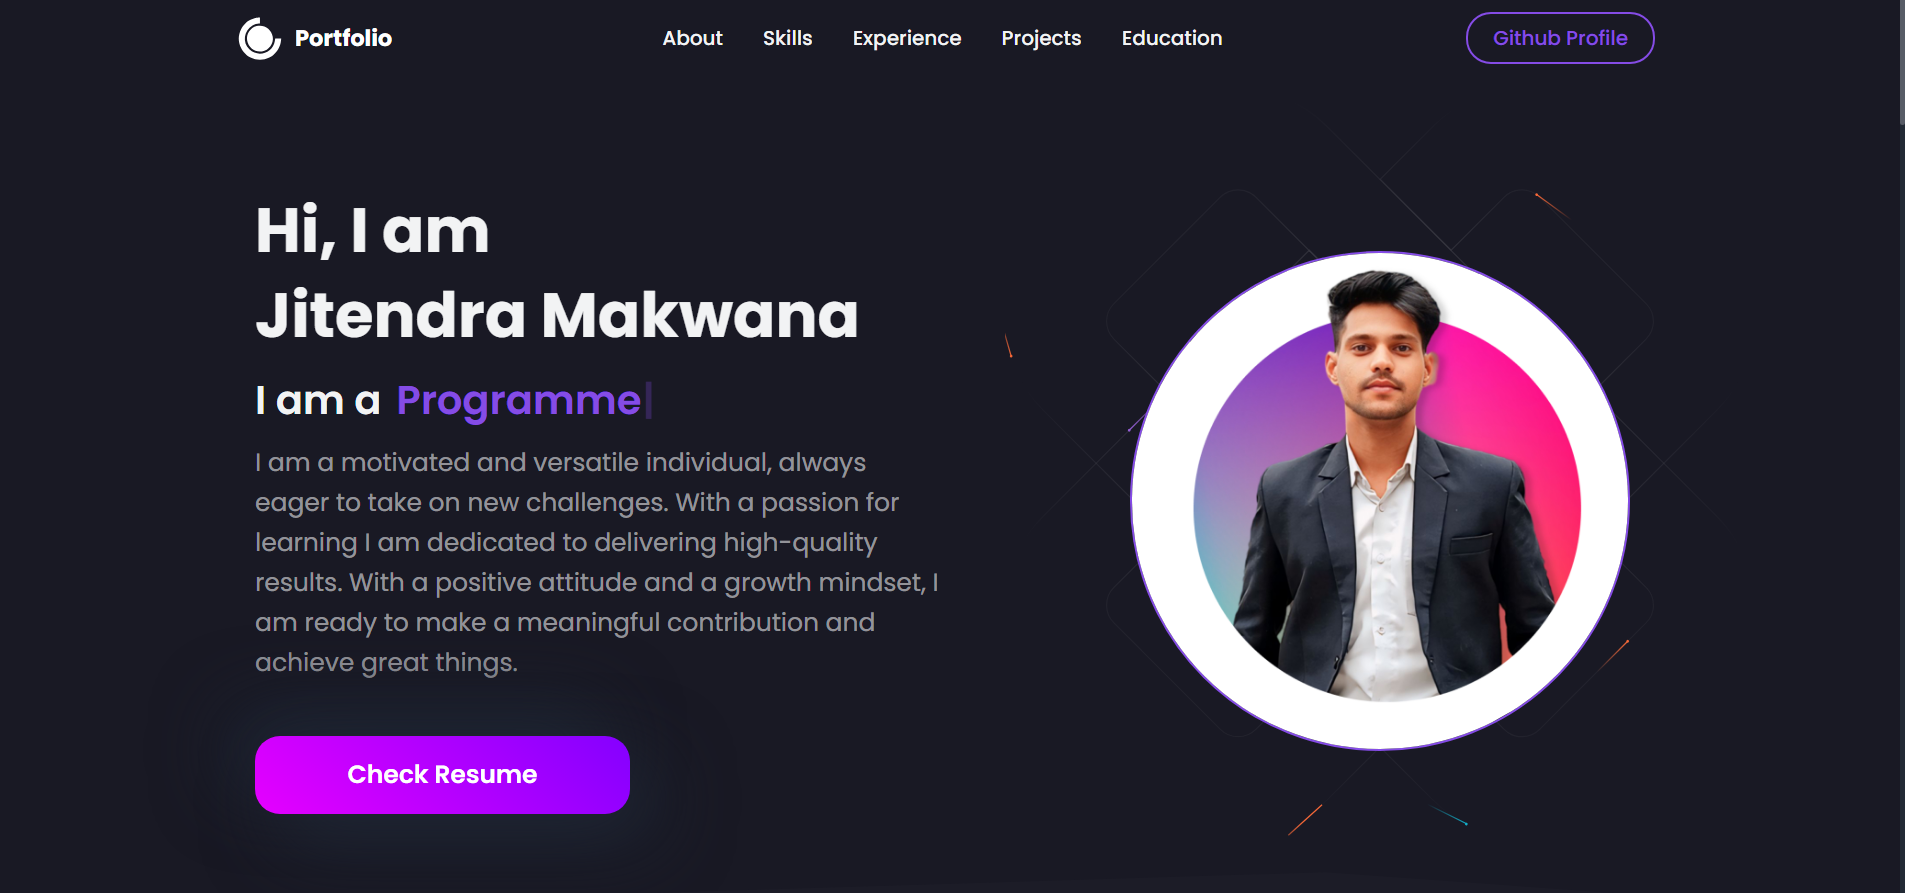 Portfolio
About
Skills
Experience
Projects
Education
Github Profile
Hi, I am
Jitendra Makwana
I am a Programme
I am a motivated and versatile individual, always
eager to take on new challenges. With a passion for
learning I am dedicated to delivering high-quality
results. With a positive attitude and a growth mindset, I
am ready to make a meaningful contribution and
achieve great things.
Check Resume